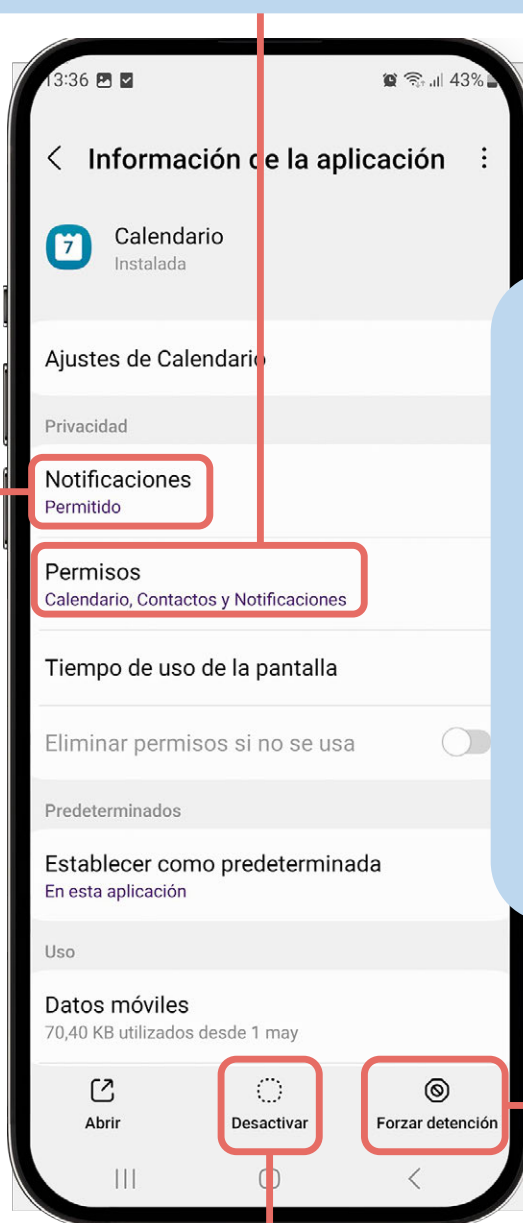 13:36 43%
Información de la aplicación
7
Calendario
Instalada
Ajustes de Calendario
Privacidad
Notificaciones
Permitido
Permisos
Calendario, Contactos y Notificaciones
Tiempo de uso de la pantalla
Eliminar permisos si no se usa
Predeterminados
Establecer como predeterminada
En esta aplicación
Uso
Datos móviles
70,40 KB utilizados desde 1 may
Abrir Desactivar Forzar detención